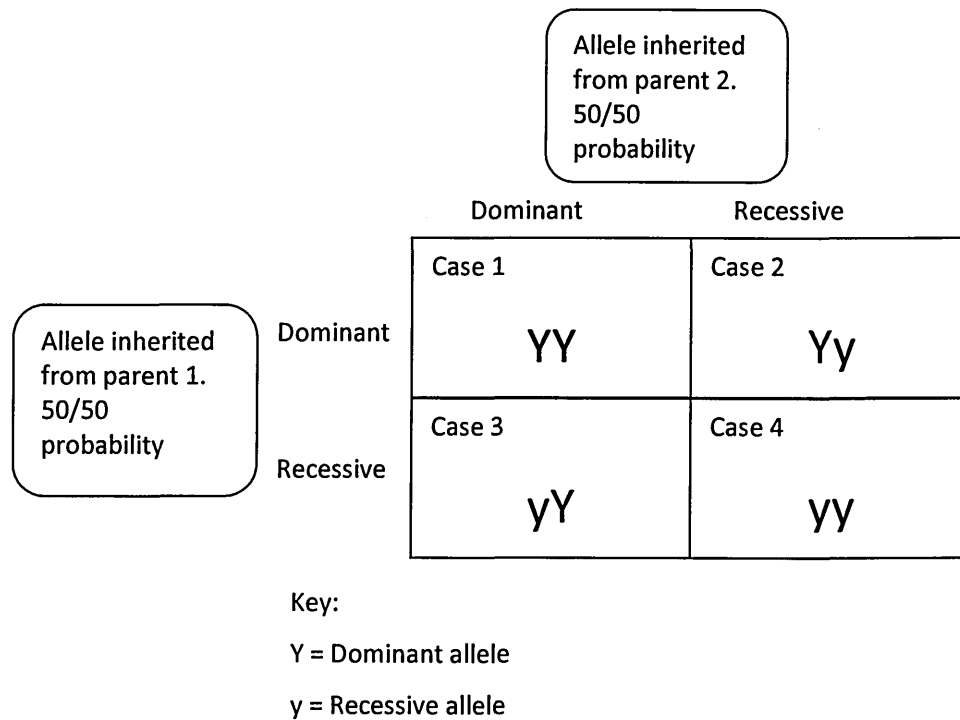 Allele inherited
from parent 2.
50/50
probability
Dominant Recessive
Allele inherited
from parent 1.
50/50
probability
Dominant
Case 1
YY
Case 2
Yy
Recessive
Case 3
yY
Case 4
yy
Key:
Y = Dominant allele
y = Recessive allele